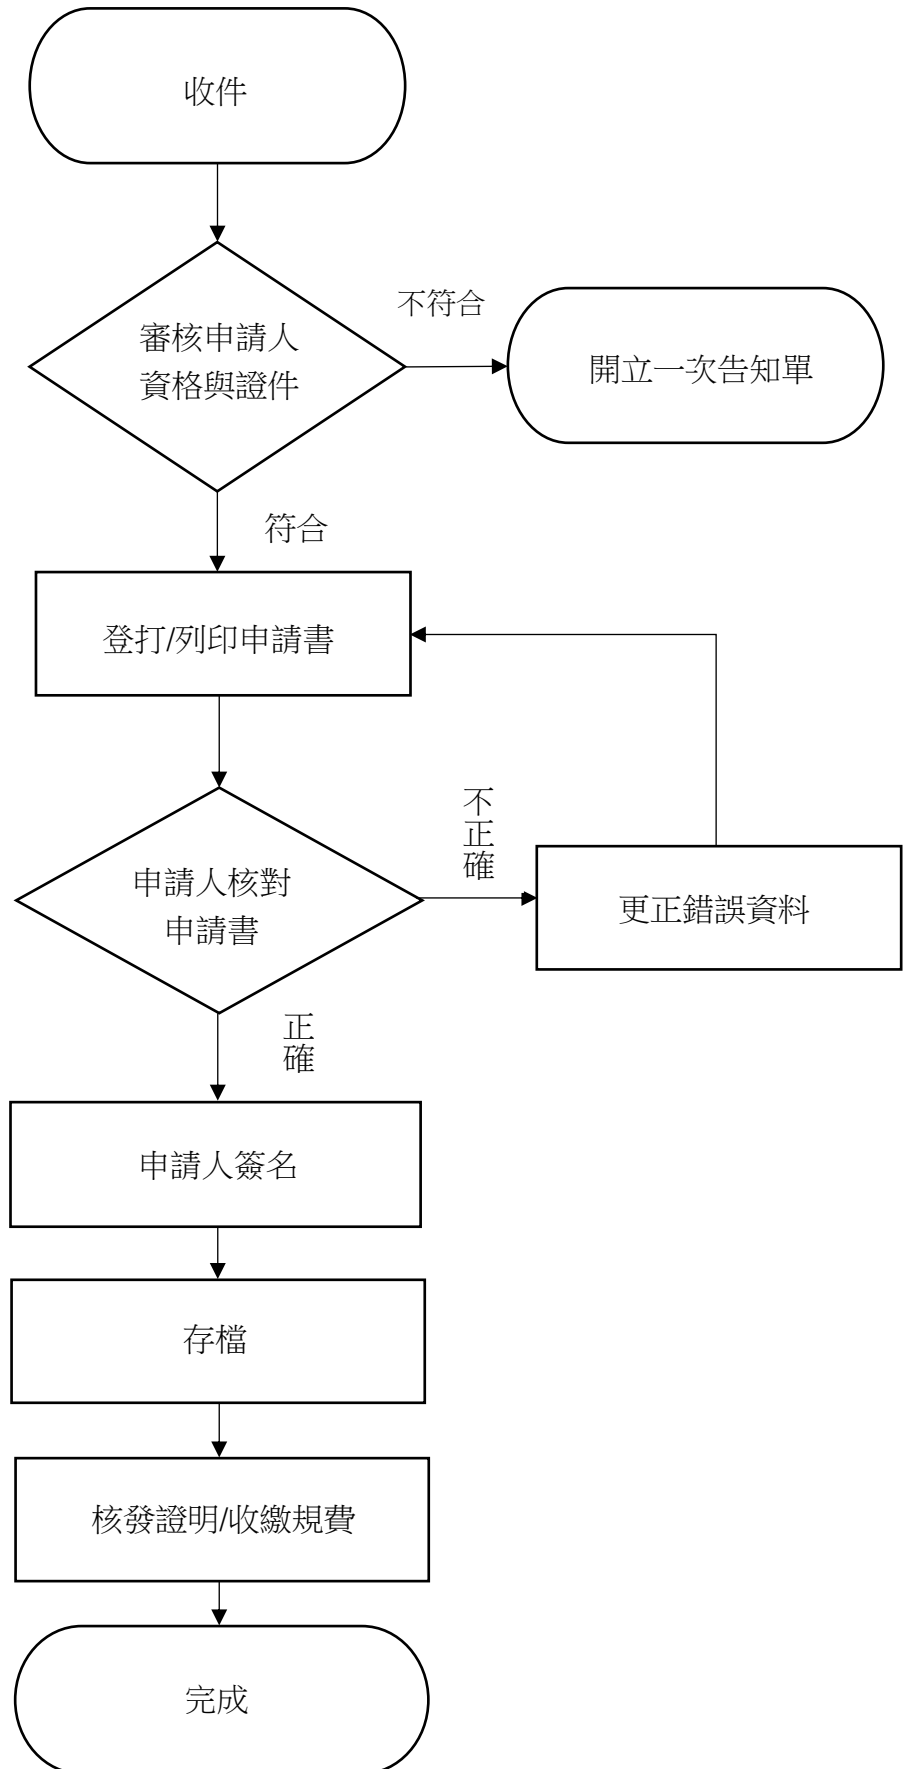 收件
審核申請人
資格與證件
不符合
開立一次告知單
符合
登打/列印申請書
申請人核對
申請書
不正確
更正錯誤資料
正確
申請人簽名
存檔
核發證明/收繳規費
完成